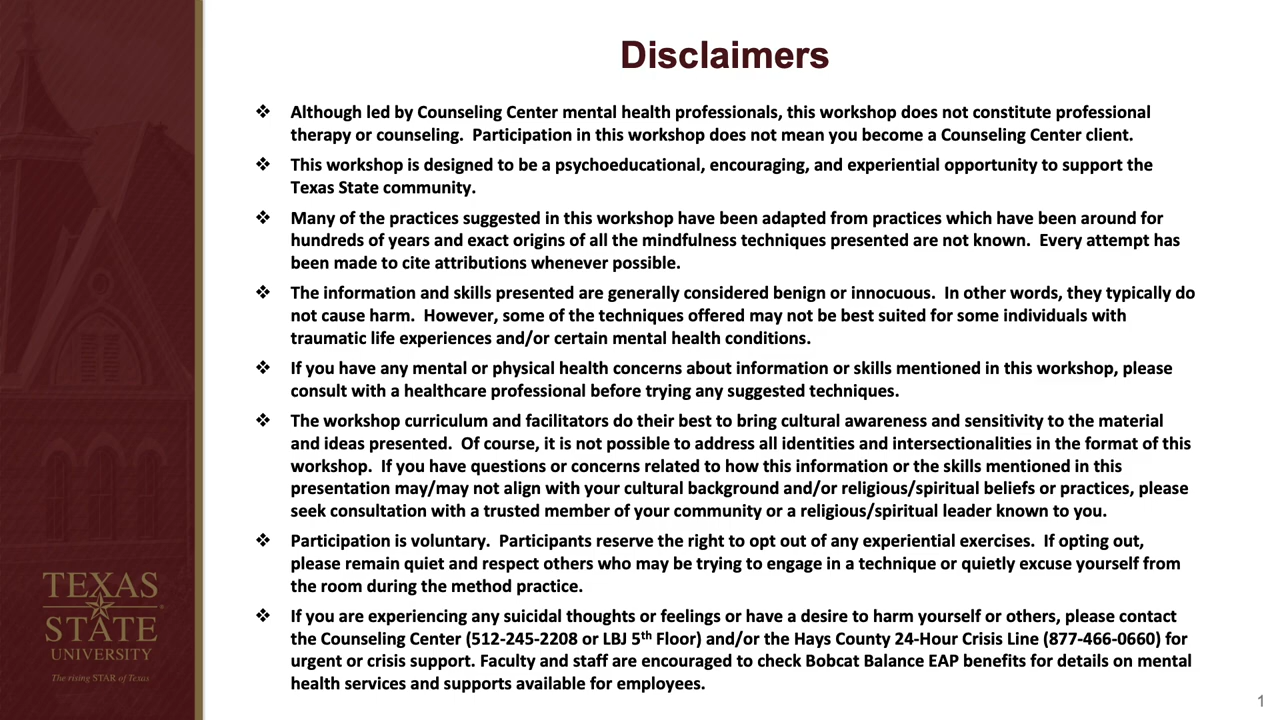 Disclaimers
❖ Although led by Counseling Center mental health professionals, this workshop does not constitute professional
therapy or counseling.  Participation in this workshop does not mean you become a Counseling Center client.
❖ This workshop is designed to be a psychoeducational, encouraging, and experiential opportunity to support the
Texas State community.
❖ Many of the practices suggested in this workshop have been adapted from practices which have been around for
hundreds of years and exact origins of all the mindfulness techniques presented are not known.  Every attempt has
been made to cite attributions whenever possible.
❖ The information and skills presented are generally considered benign or innocuous.  In other words, they typically do
not cause harm.  However, some of the techniques offered may not be best suited for some individuals with
traumatic life experiences and/or certain mental health conditions.
❖ If you have any mental or physical health concerns about information or skills mentioned in this workshop, please
consult with a healthcare professional before trying any suggested techniques.
❖ The workshop curriculum and facilitators do their best to bring cultural awareness and sensitivity to the material
and ideas presented.  Of course, it is not possible to address all identities and intersectionalities in the format of this
workshop.  If you have questions or concerns related to how this information or the skills mentioned in this
presentation may/may not align with your cultural background and/or religious/spiritual beliefs or practices, please
seek consultation with a trusted member of your community or a religious/spiritual leader known to you.
❖ Participation is voluntary.  Participants reserve the right to opt out of any experiential exercises.  If opting out,
please remain quiet and respect others who may be trying to engage in a technique or quietly excuse yourself from
the room during the method practice.
❖ If you are experiencing any suicidal thoughts or feelings or have a desire to harm yourself or others, please contact
the Counseling Center (512-245-2208 or LBJ 5th Floor) and/or the Hays County 24-Hour Crisis Line (877-466-0660) for
urgent or crisis support. Faculty and staff are encouraged to check Bobcat Balance EAP benefits for details on mental
health services and supports available for employees.
TEXAS
STATE
UNIVERSITY
The rising STAR of Texas
1